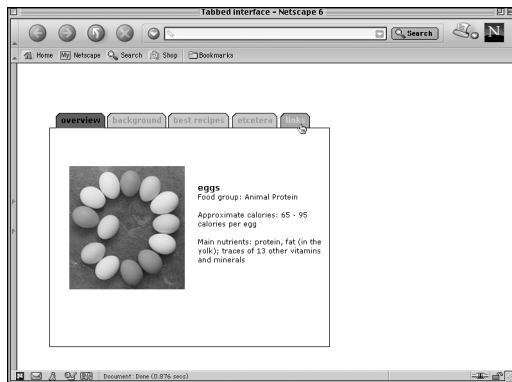 Tabbed interface - Netscape 6
Search
N
Home My Netscape Search Shop Bookmarks
overview background best recipes etcetera links
eggs
Food group: Animal Protein
Approximate calories: 65 - 95
calories per egg
Main nutrients: protein, fat (in the
yolk); traces of 13 other vitamins
and minerals
Document: Done (0.876 secs)